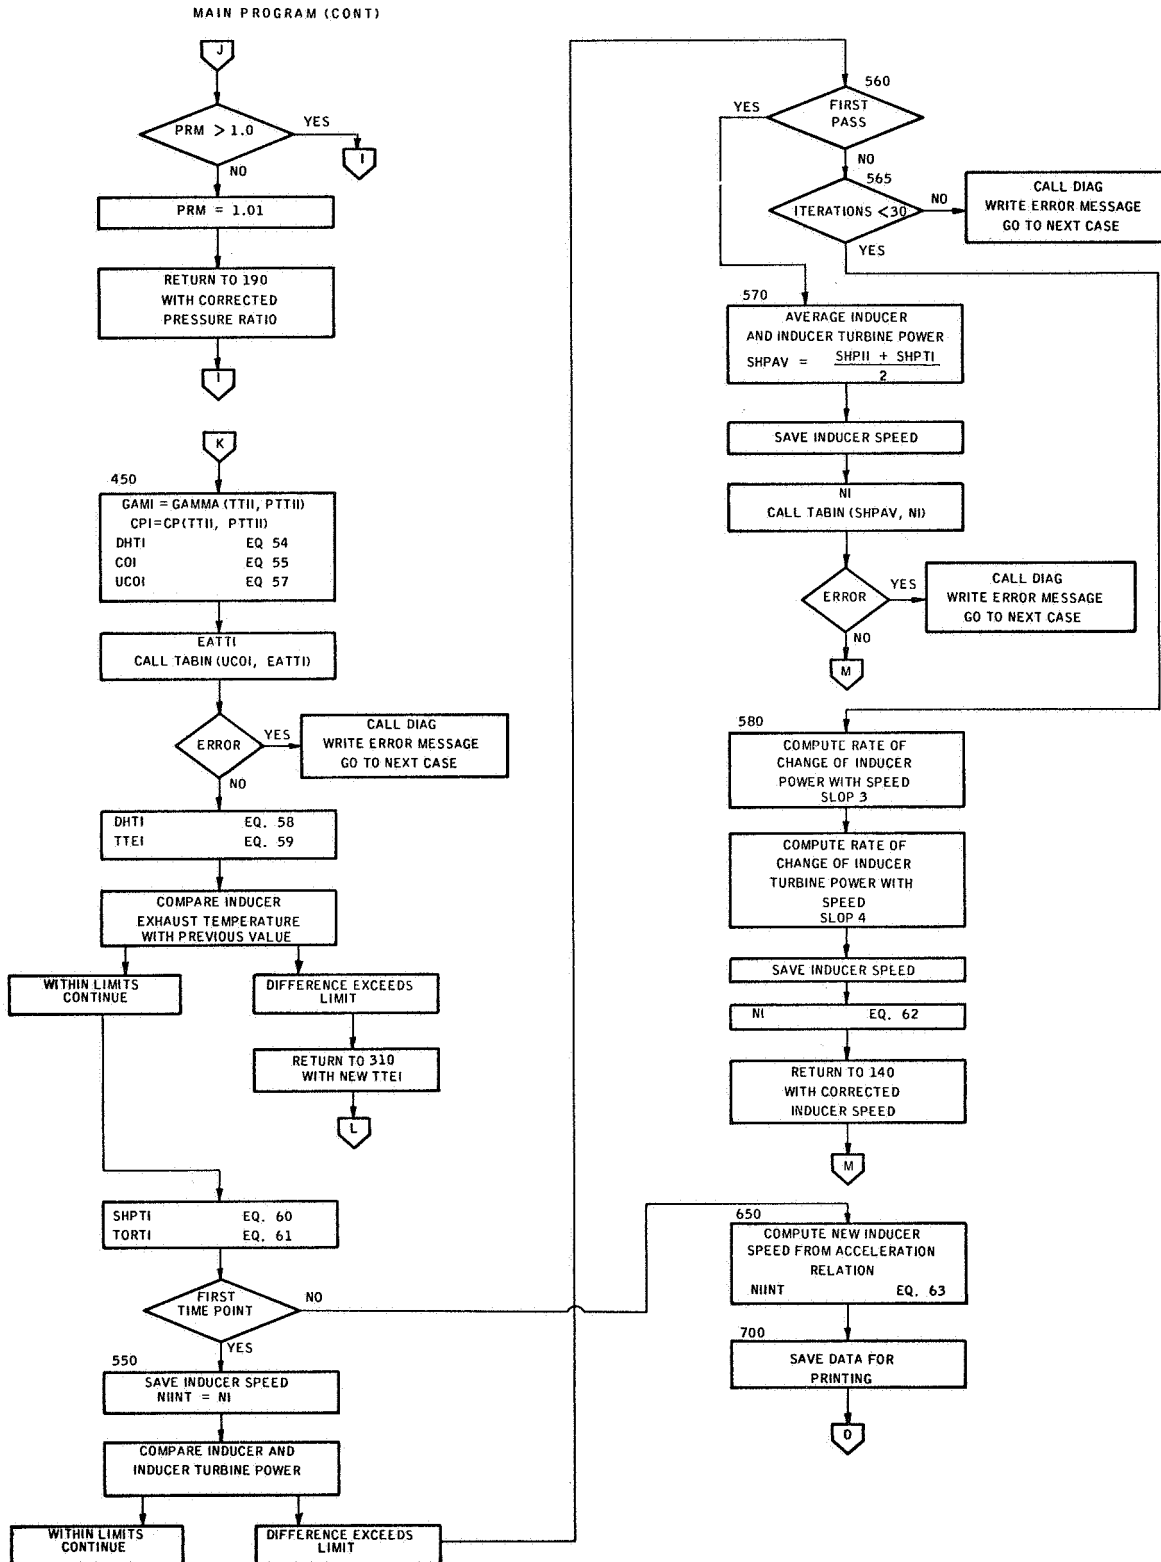 MAIN PROGRAM (CONT)
J
PRM > 1.0
YES
I
NO
PRM = 1.01
RETURN TO 190
WITH CORRECTED
PRESSURE RATIO
I
K
450
GAMI = GAMMA (TTII, PTTII)
CPI=CP(TTII, PTTII)
DHTI EQ 54
COI EQ 55
UCOI EQ 57
EATTI
CALL TABIN (UCOI, EATTI)
ERROR
YES
CALL DIAG
WRITE ERROR MESSAGE
GO TO NEXT CASE
NO
DHTI EQ. 58
TTEI EQ. 59
COMPARE INDUCER
EXHAUST TEMPERATURE
WITH PREVIOUS VALUE
WITHIN LIMITS
CONTINUE
DIFFERENCE EXCEEDS
LIMIT
RETURN TO 310
WITH NEW TTEI
L
SHPTI EQ. 60
TORTI EQ. 61
FIRST
TIME POINT
NO
YES
550
SAVE INDUCER SPEED
NIINT = NI
COMPARE INDUCER AND
INDUCER TURBINE POWER
WITHIN LIMITS
CONTINUE
DIFFERENCE EXCEEDS
LIMIT
560
FIRST
PASS
YES
NO
565
ITERATIONS <30
NO
CALL DIAG
WRITE ERROR MESSAGE
GO TO NEXT CASE
YES
570
AVERAGE INDUCER
AND INDUCER TURBINE POWER
SHPAV = SHPII + SHPTI
2
SAVE INDUCER SPEED
NI
CALL TABIN (SHPAV, NI)
ERROR
YES
CALL DIAG
WRITE ERROR MESSAGE
GO TO NEXT CASE
NO
M
580
COMPUTE RATE OF
CHANGE OF INDUCER
POWER WITH SPEED
SLOP 3
COMPUTE RATE OF
CHANGE OF INDUCER
TURBINE POWER WITH
SPEED
SLOP 4
SAVE INDUCER SPEED
NI EQ. 62
RETURN TO 140
WITH CORRECTED
INDUCER SPEED
M
650
COMPUTE NEW INDUCER
SPEED FROM ACCELERATION
RELATION
NIINT EQ. 63
700
SAVE DATA FOR
PRINTING
O